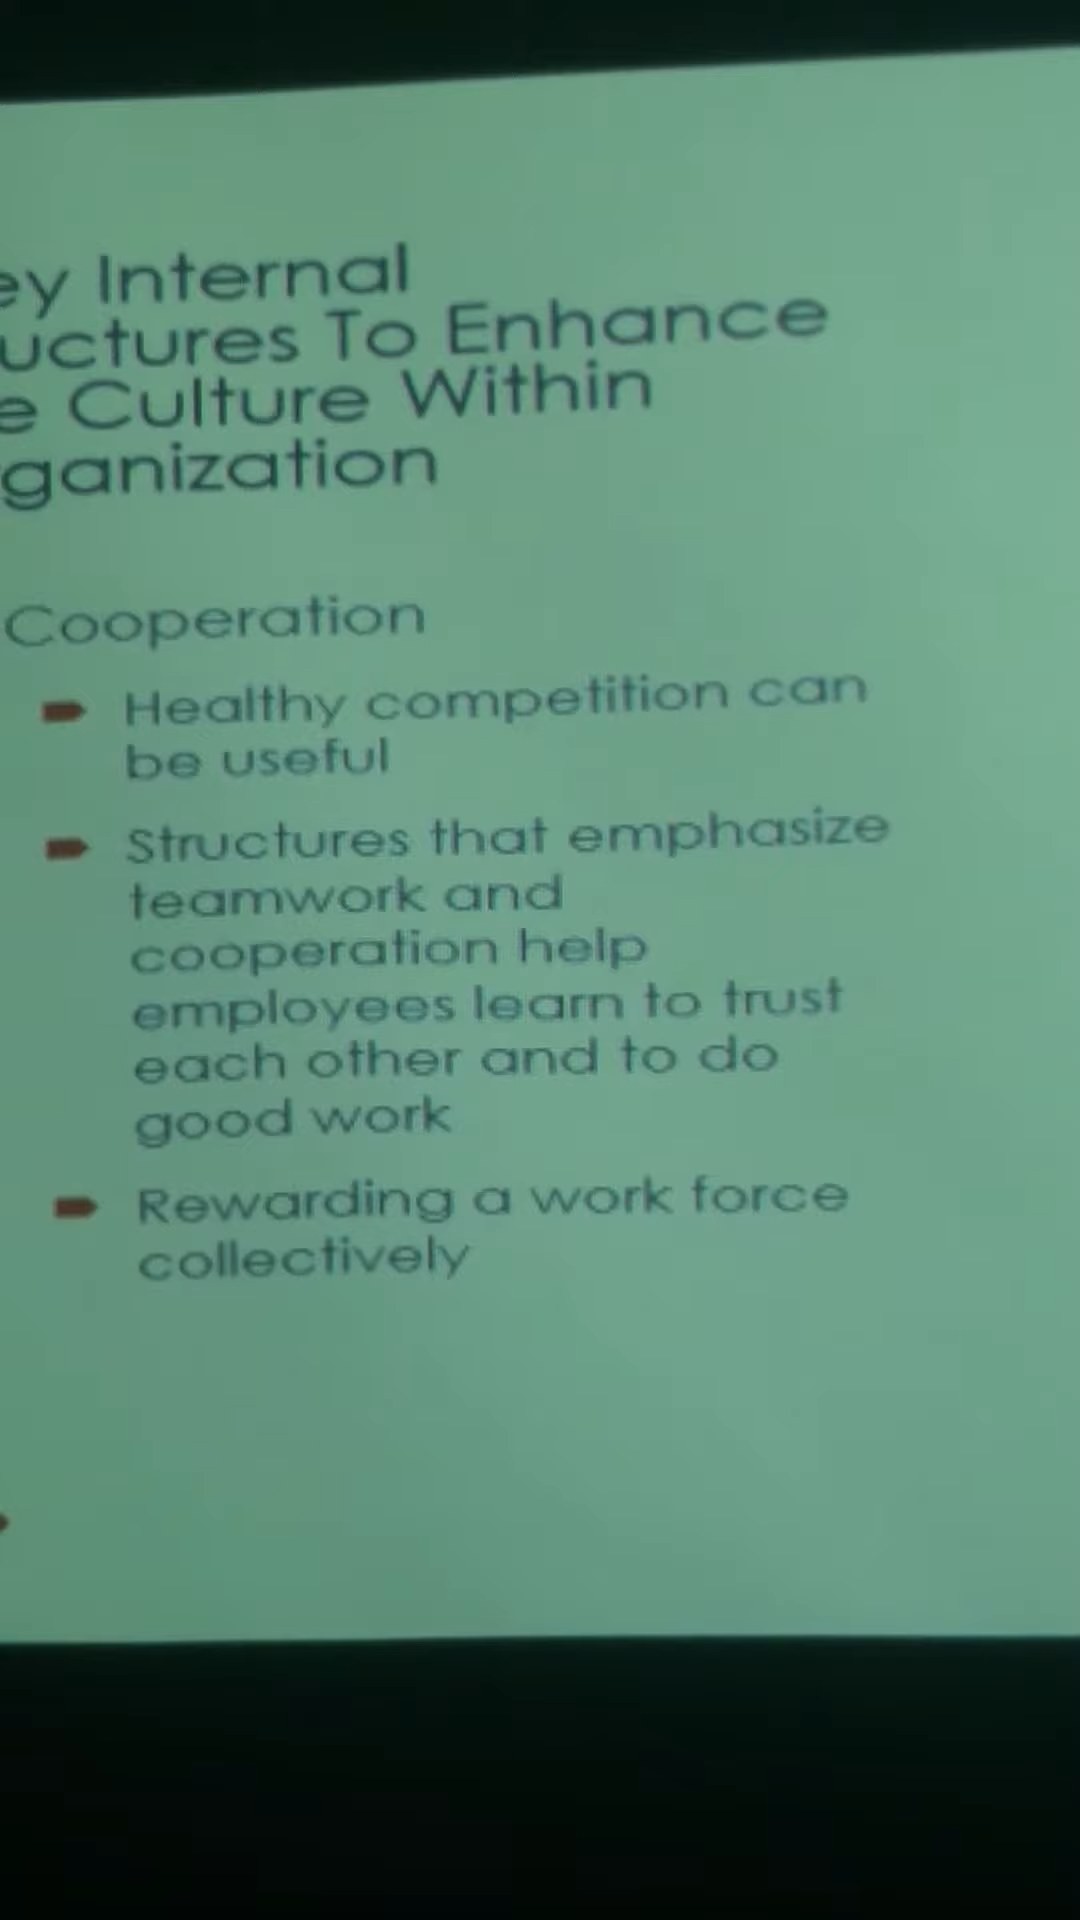 ey Internal
uctures To Enhance
e Culture Within
ganization
Cooperation
Healthy competition can
be useful
Structures that emphasize
teamwork and
cooperation help
employees learn to trust
each other and to do
good work
Rewarding a work force
collectively